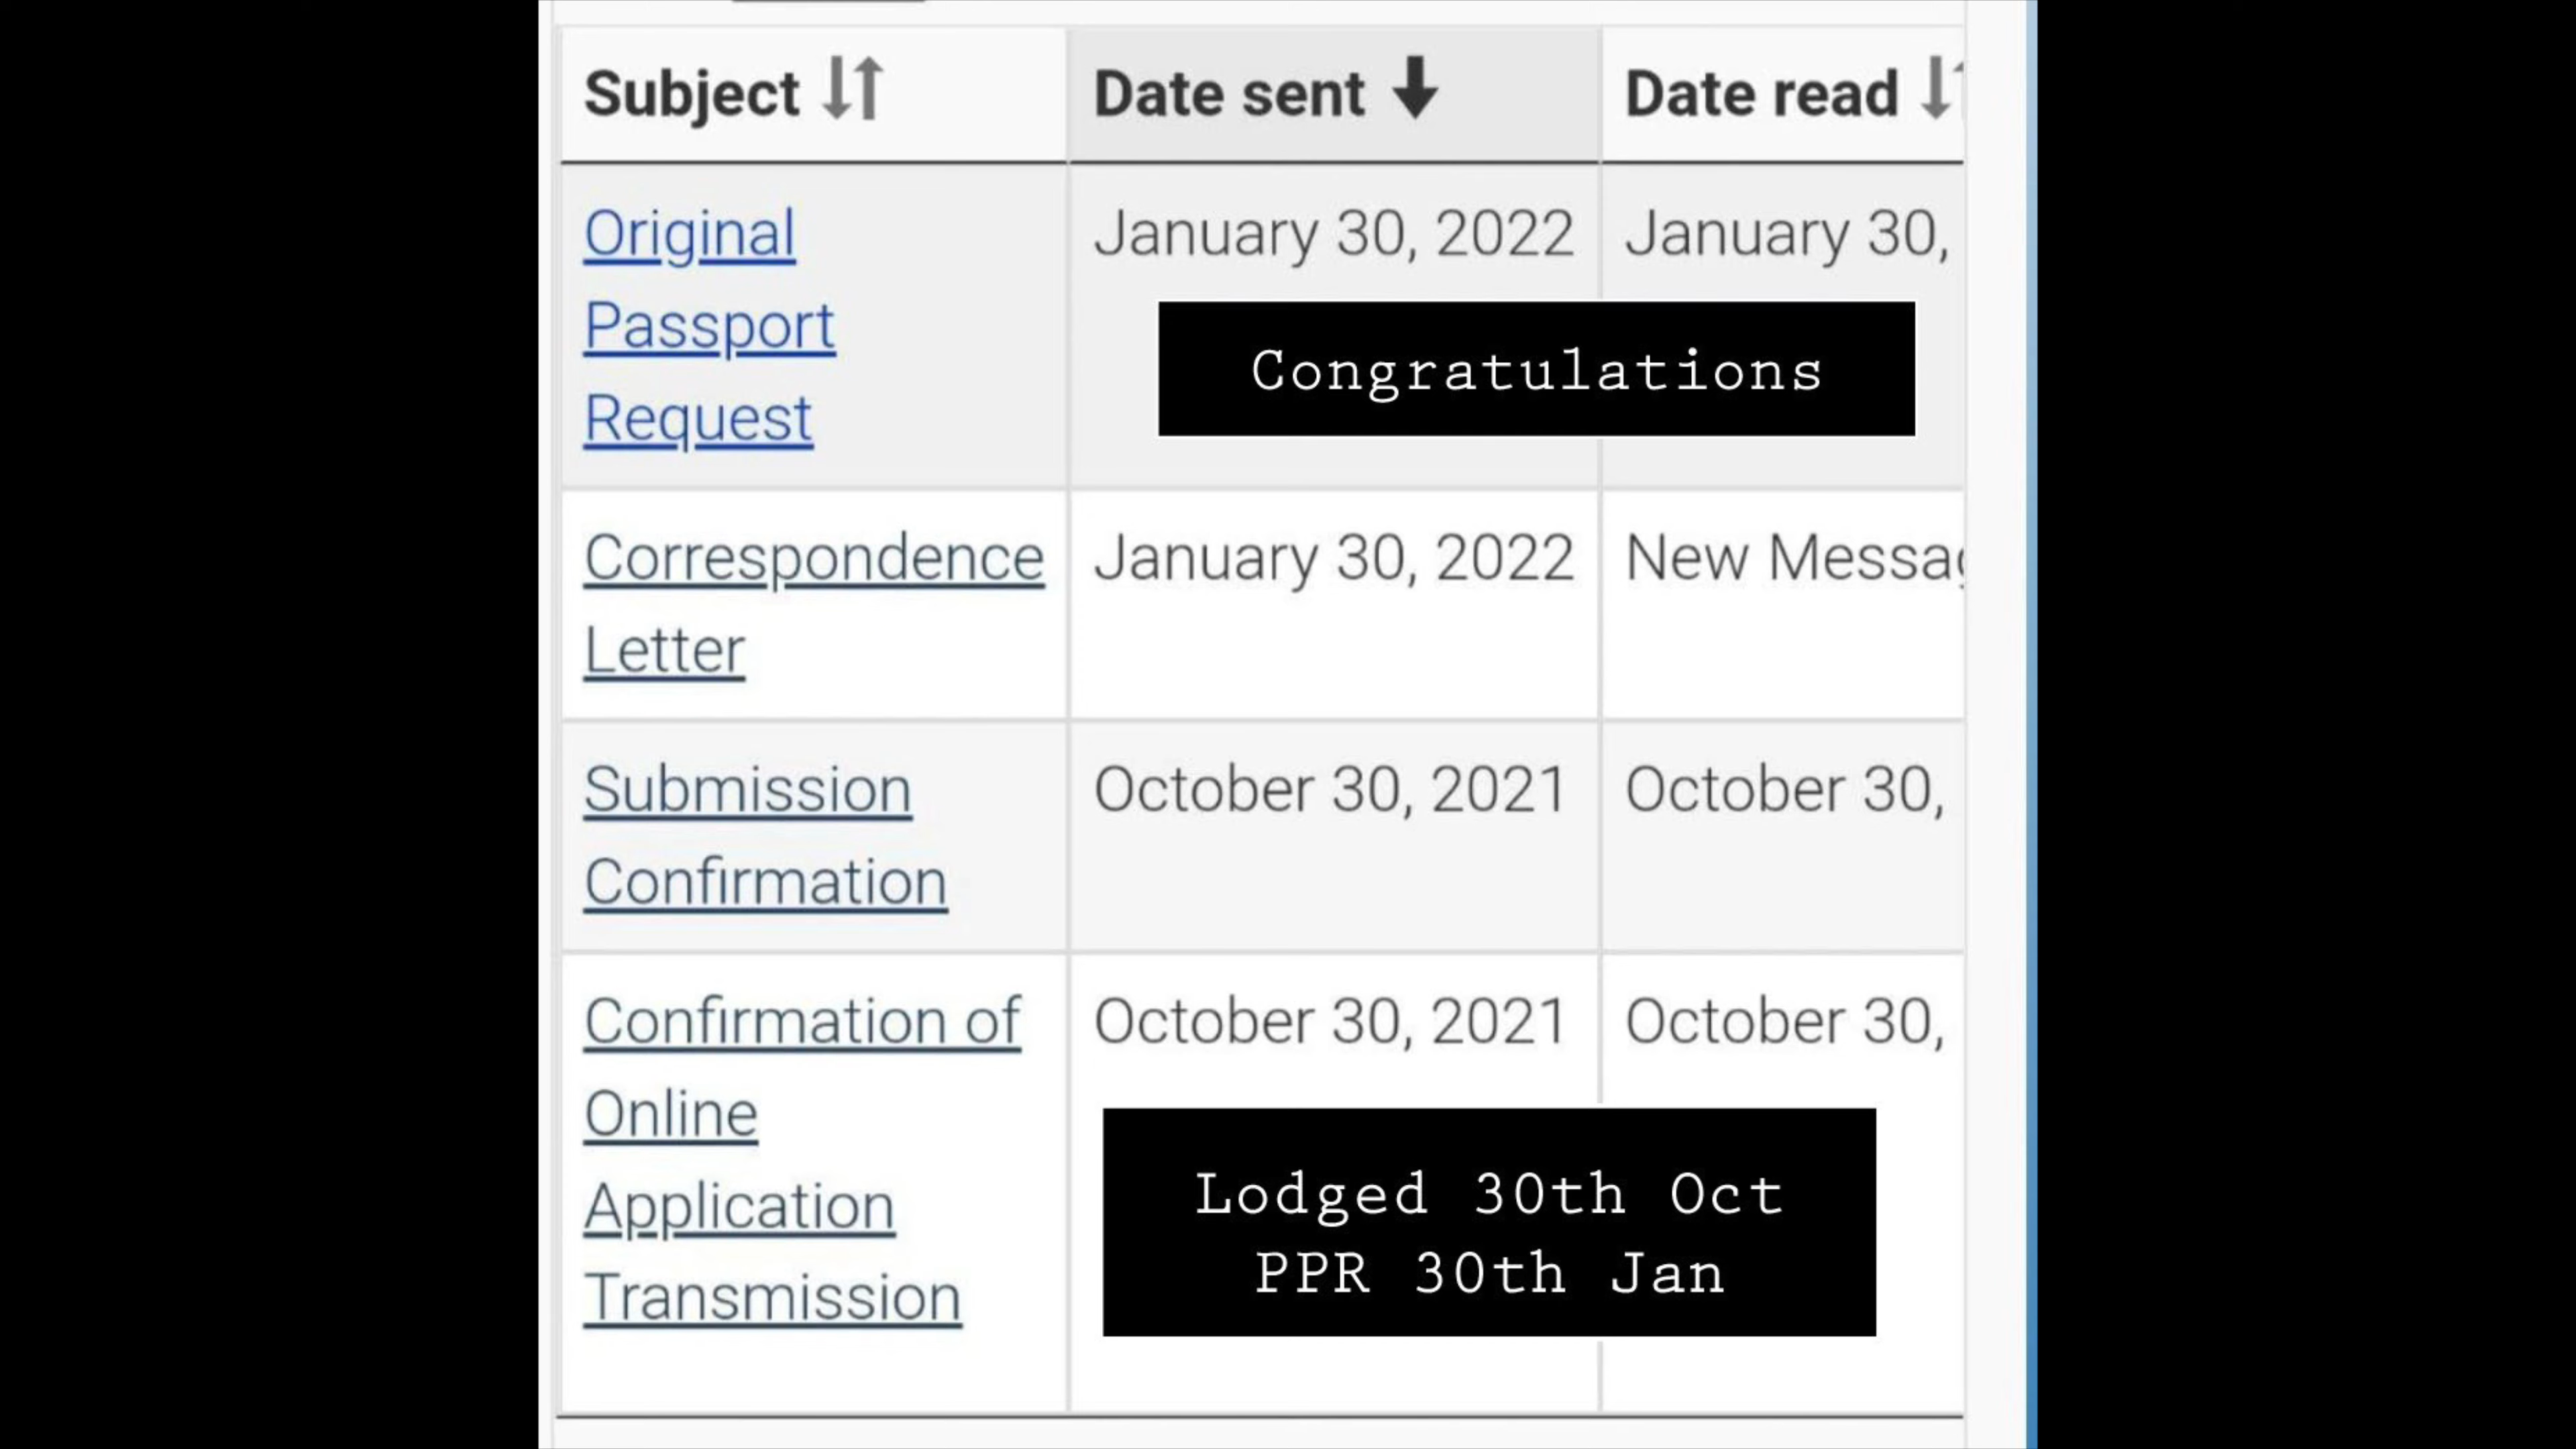 Subject Date sent Date read
Original January 30, 2022 January 30,
Passport
Request
Congratulations
Correspondence January 30, 2022 New Messag
Letter
Submission October 30, 2021 October 30,
Confirmation
Confirmation of October 30, 2021 October 30,
Online
Application
Transmission
Lodged 30th Oct
PPR 30th Jan